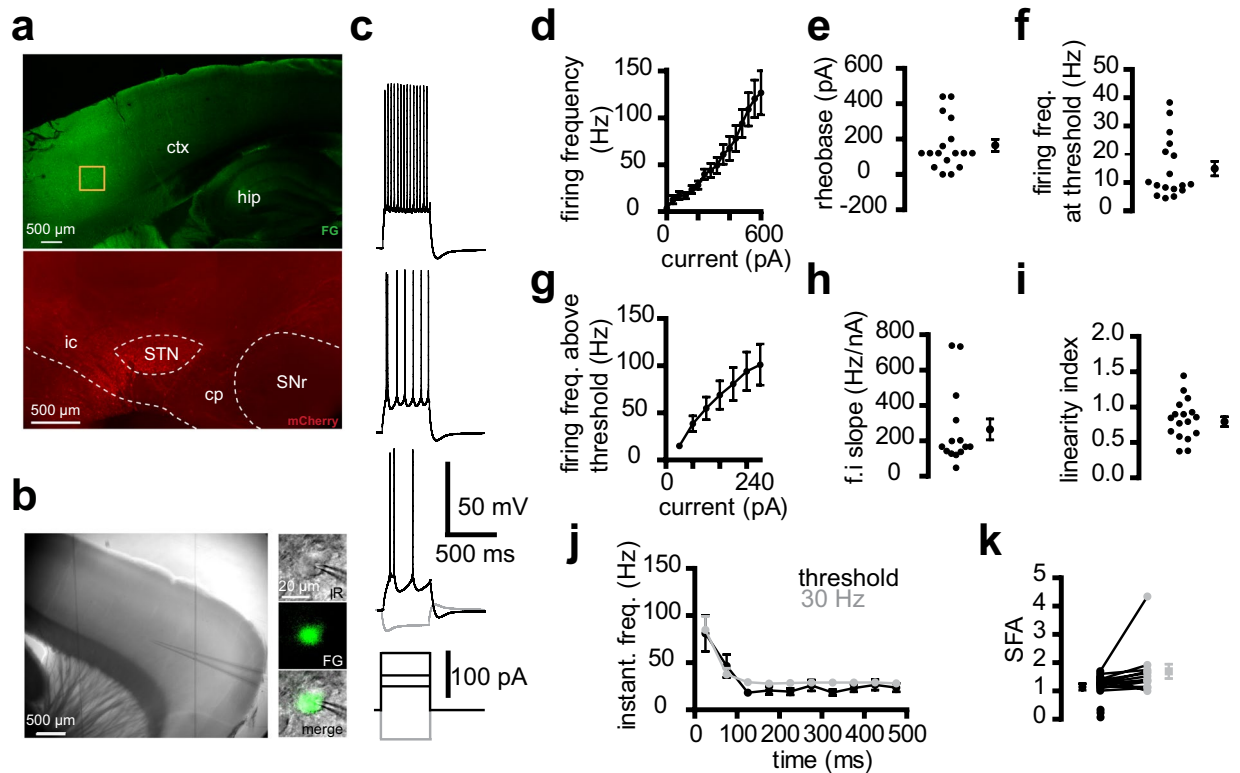 a
ctx
hip
500 µm
FG
ic
STN
cp
SNr
500 µm
mCherry
b
500 µm
20 µm
IR
FG
merge
c
50 mV
500 ms
100 pA
d
firing frequency
(Hz)
150
100
50
0
0
600
current (pA)
e
rheobase (pA)
600
400
200
0
-200
f
firing freq.
at threshold (Hz)
50
40
30
20
10
0
g
firing freq. above
threshold (Hz)
150
100
50
0
0
240
current (pA)
h
f.i slope (Hz/nA)
800
600
400
200
0
i
linearity index
2.0
1.5
1.0
0.5
0.0
j
instant. freq. (Hz)
150
100
50
0
threshold
30 Hz
0 100 200 300 400 500
time (ms)
k
SFA
5
4
3
2
1
0